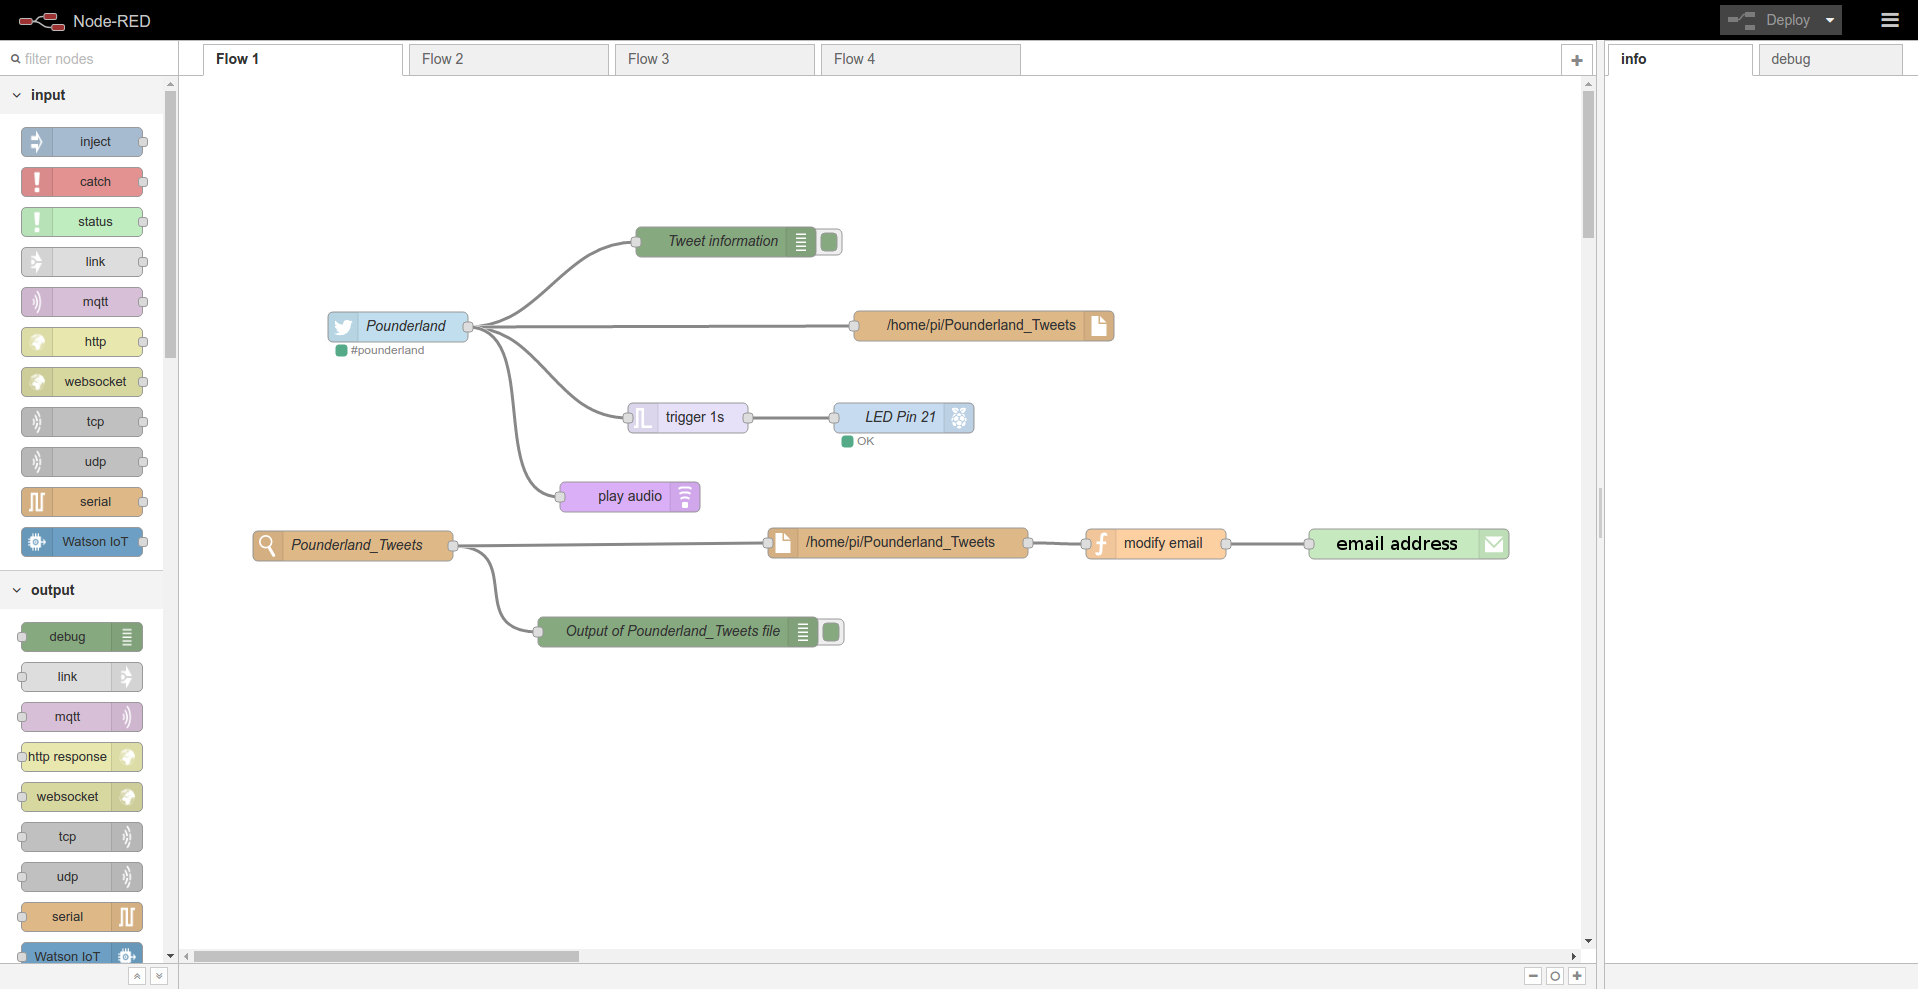 Node-RED
Deploy
filter nodes
Flow 1
Flow 2
Flow 3
Flow 4
info
debug
input
inject
catch
status
link
mqtt
http
websocket
tcp
udp
serial
Watson IoT
output
debug
link
mqtt
http response
websocket
tcp
udp
serial
Watson IoT
Tweet information
Pounderland
#pounderland
/home/pi/Pounderland_Tweets
trigger 1s
LED Pin 21
OK
play audio
Pounderland_Tweets
/home/pi/Pounderland_Tweets
modify email
email address
Output of Pounderland_Tweets file